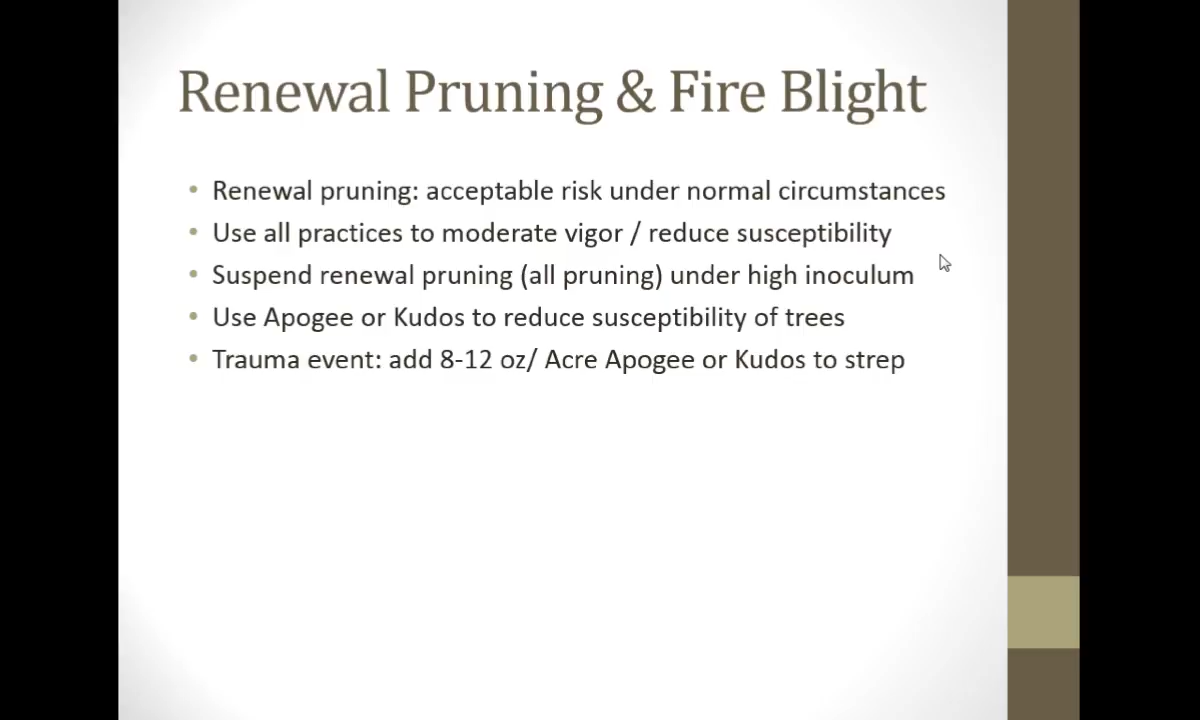 Renewal Pruning & Fire Blight
• Renewal pruning: acceptable risk under normal circumstances
• Use all practices to moderate vigor / reduce susceptibility
• Suspend renewal pruning (all pruning) under high inoculum
• Use Apogee or Kudos to reduce susceptibility of trees
• Trauma event: add 8-12 oz/ Acre Apogee or Kudos to strep